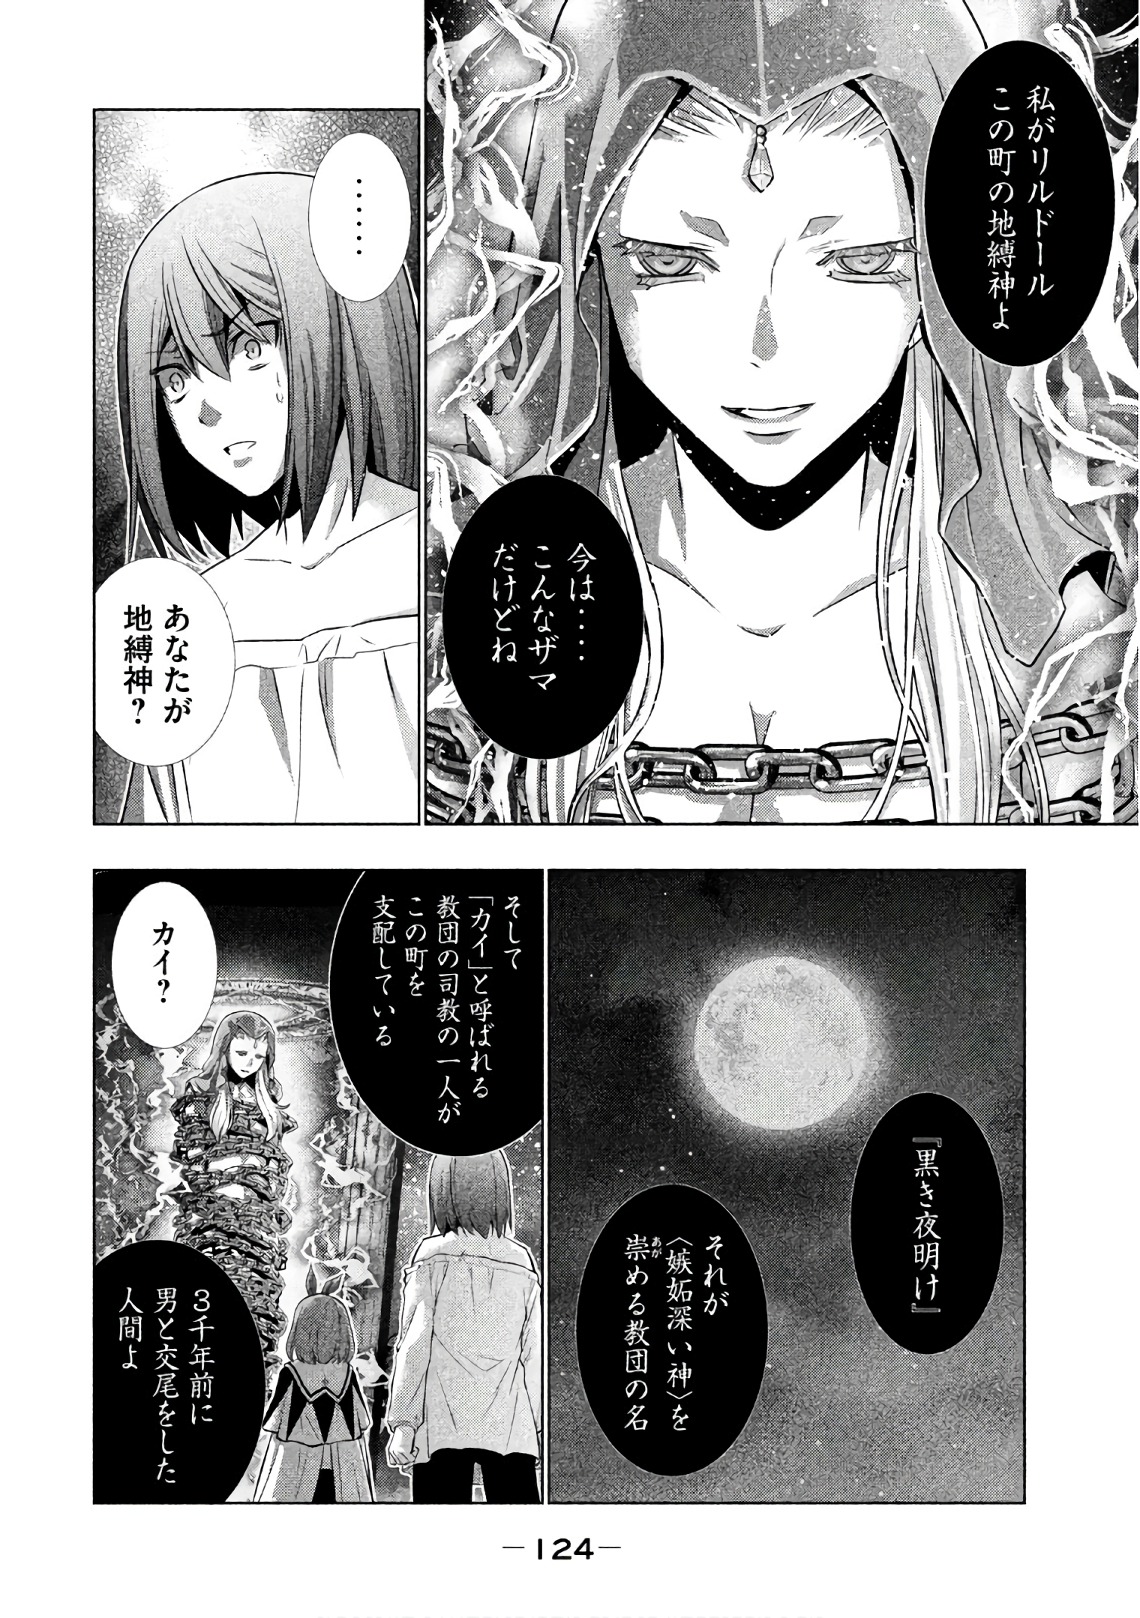 私がリルドール
この町の地縛神よ
今は‥‥
こんなザマ
だけどね
‥‥‥
あなたが
地縛神？
『黒き夜明け』
それが
〈嫉妬深い神〉を
崇める教団の名
あが
そして
「カイ」と呼ばれる
教団の司教の一人が
この町を
支配している
カイ？
３千年前に
男と交尾をした
人間よ
—124—